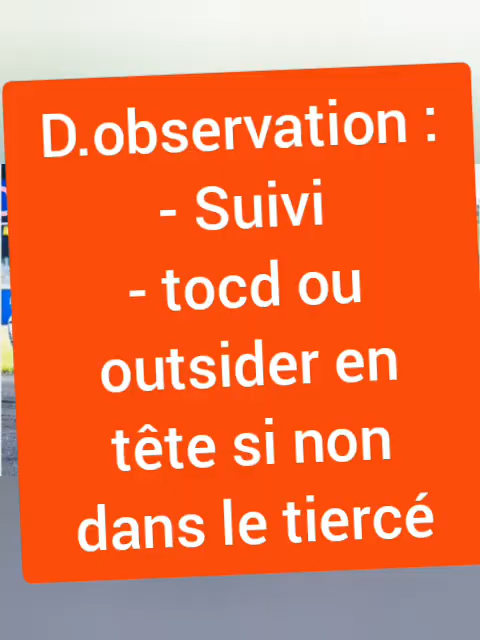 D.observation :
- Suivi
- tocd ou
outsider en
tête si non
dans le tiercé